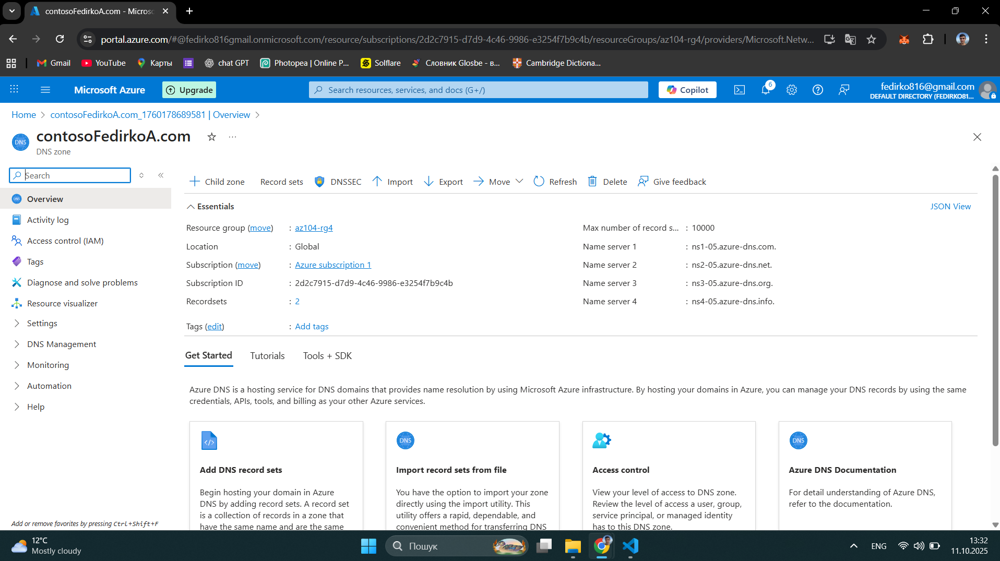 contosoFedirkoA.com - Microsc
portal.azure.com/#@fedirko816gmail.onmicrosoft.com/resource/subscriptions/2d2c7915-d7d9-4c46-9986-e3254f7b9c4b/resourceGroups/az104-rg4/providers/Microsoft.Netw...
Gmail YouTube Карты chat GPT Photopea | Online P... Solflare Словник Glosbe - в... Cambridge Dictiona...
Microsoft Azure Upgrade Search resources, services, and docs (G+/) Copilot 6 fedirko816@gmail.com
DEFAULT DIRECTORY (FEDIRKO81...
Home > contosoFedirkoA.com_1760178689581 | Overview >
DNS contosoFedirkoA.com ...
DNS zone
Search
Child zone Record sets DNSSEC Import Export Move Refresh Delete Give feedback
DNS Overview
Activity log
Access control (IAM)
Tags
Diagnose and solve problems
Resource visualizer
Settings
DNS Management
Monitoring
Automation
Help
Add or remove favorites by pressing Ctrl+Shift+F
Essentials JSON View
Resource group (move) : az104-rg4
Location : Global
Subscription (move) : Azure subscription 1
Subscription ID : 2d2c7915-d7d9-4c46-9986-e3254f7b9c4b
Recordsets : 2
Max number of record s... : 10000
Name server 1 : ns1-05.azure-dns.com.
Name server 2 : ns2-05.azure-dns.net.
Name server 3 : ns3-05.azure-dns.org.
Name server 4 : ns4-05.azure-dns.info.
Tags (edit) : Add tags
Get Started Tutorials Tools + SDK
Azure DNS is a hosting service for DNS domains that provides name resolution by using Microsoft Azure infrastructure. By hosting your domains in Azure, you can manage your DNS records by using the same
credentials, APIs, tools, and billing as your other Azure services.
Add DNS record sets
Begin hosting your domain in Azure
DNS by adding record sets. A record set
is a collection of records in a zone that
have the same name and are the same
DNS
Import record sets from file
You have the option to import your zone
directly using the import utility. This
utility offers a rapid, dependable, and
convenient method for transferring DNS
Access control
View your level of access to DNS zone.
Review the level of access a user, group,
service principal, or managed identity
has to this DNS zone.
DNS
Azure DNS Documentation
For detail understanding of Azure DNS,
refer to the documentation.
12°C
Mostly cloudy
Пошук
ENG
13:32
11.10.2025